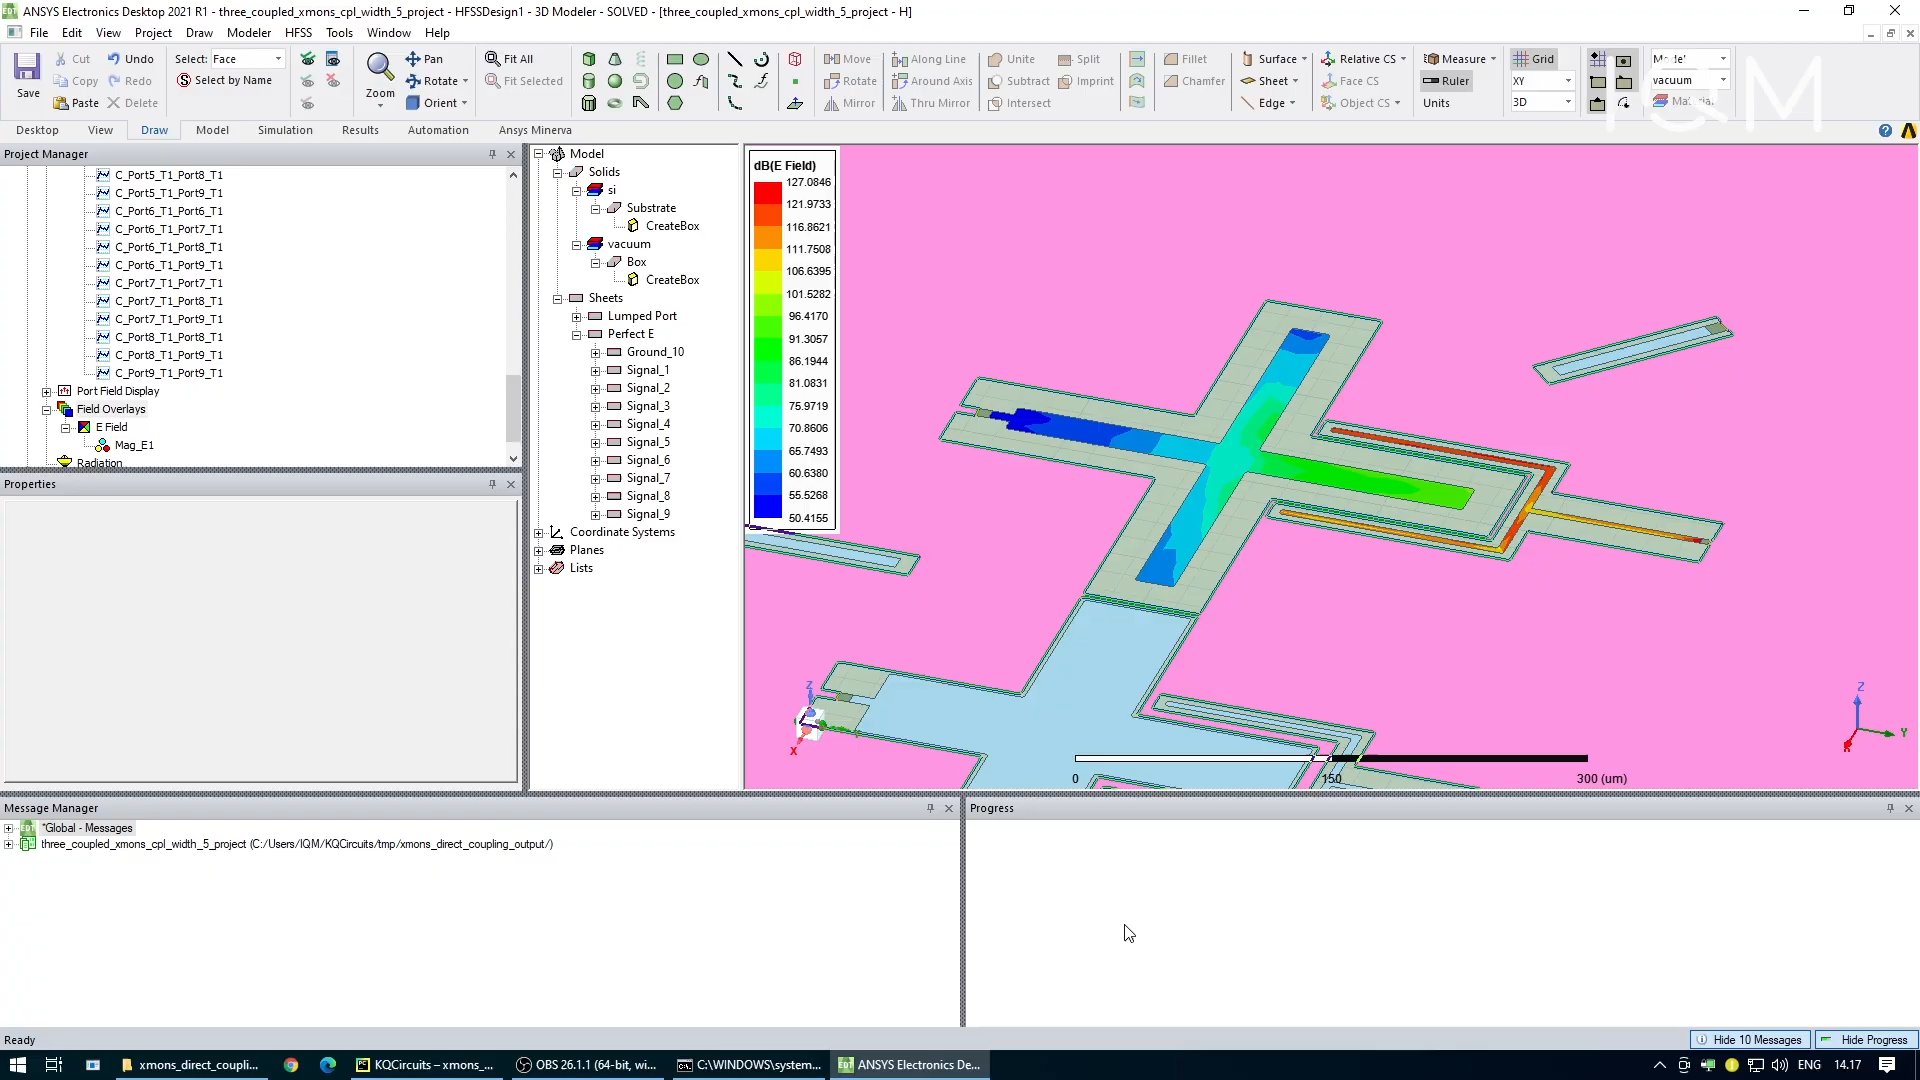 ANSYS Electronics Desktop 2021 R1 - three_coupled_xmons_cpl_width_5_project - HFSSDesign1 - 3D Modeler - SOLVED - [three_coupled_xmons_cpl_width_5_project - H]
File Edit View Project Draw Modeler HFSS Tools Window Help
Save
Cut Undo
Copy Redo
Paste Delete
Select: Face
Select by Name
Zoom
Pan
Rotate
Orient
Fit All
Fit Selected
Move Along Line
Rotate Around Axis
Mirror Thru Mirror
Unite Split
Subtract Imprint
Intersect
Fillet
Chamfer
Surface
Sheet
Edge
Relative CS
Face CS
Object CS
Measure
Ruler
Units
Grid
XY
3D
Model
vacuum
IQM
Desktop View Draw Model Simulation Results Automation Ansys Minerva
Project Manager
C_Port5_T1_Port8_T1
C_Port5_T1_Port9_T1
C_Port6_T1_Port6_T1
C_Port6_T1_Port7_T1
C_Port6_T1_Port8_T1
C_Port6_T1_Port9_T1
C_Port7_T1_Port7_T1
C_Port7_T1_Port8_T1
C_Port7_T1_Port9_T1
C_Port8_T1_Port8_T1
C_Port8_T1_Port9_T1
C_Port9_T1_Port9_T1
Port Field Display
Field Overlays
E Field
Mag_E1
Radiation
Properties
Model
Solids
si
Substrate
CreateBox
vacuum
Box
CreateBox
Sheets
Lumped Port
Perfect E
Ground_10
Signal_1
Signal_2
Signal_3
Signal_4
Signal_5
Signal_6
Signal_7
Signal_8
Signal_9
Coordinate Systems
Planes
Lists
dB(E Field)
127.0846
121.9733
116.8621
111.7508
106.6395
101.5282
96.4170
91.3057
86.1944
81.0831
75.9719
70.8606
65.7493
60.6380
55.5268
50.4155
Z
X
Z
Y
X
0 150 300 (um)
Message Manager
*Global - Messages
three_coupled_xmons_cpl_width_5_project (C:/Users/IQM/KQCircuits/tmp/xmons_direct_coupling_output/)
Progress
Ready
Hide 10 Messages Hide Progress
xmons_direct_coupli... KQCircuits – xmons_... OBS 26.1.1 (64-bit, wi... C:\WINDOWS\system... ANSYS Electronics De... ENG 14.17